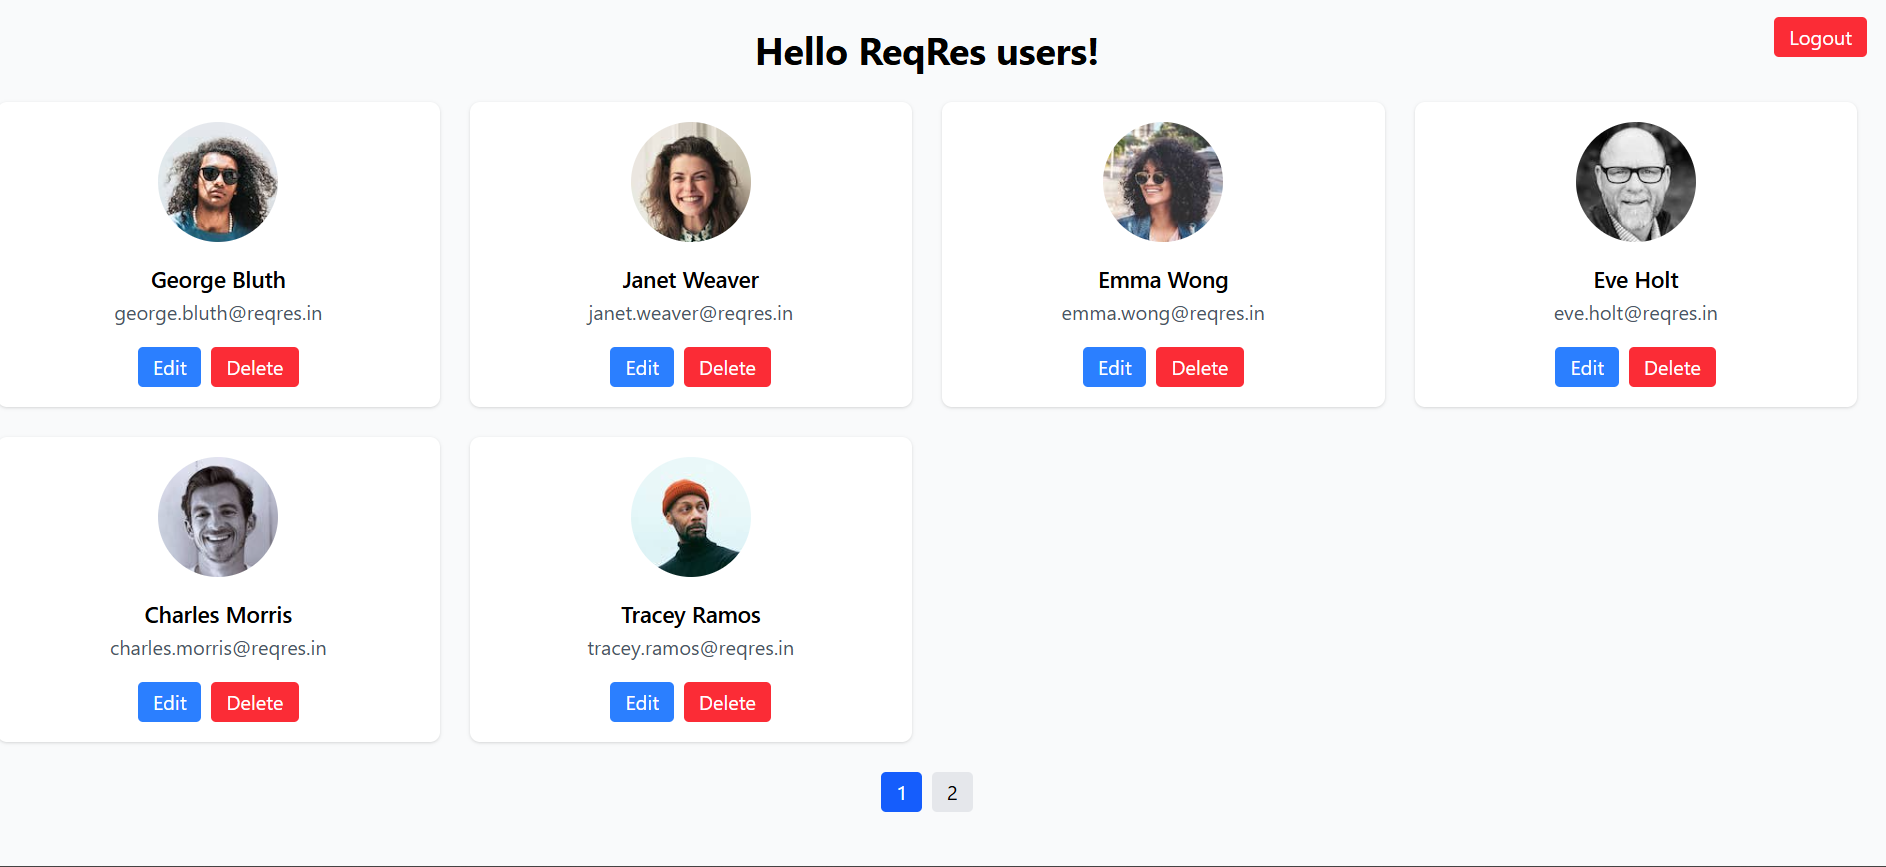 Hello ReqRes users!
Logout
George Bluth
george.bluth@reqres.in
Edit Delete
Janet Weaver
janet.weaver@reqres.in
Edit Delete
Emma Wong
emma.wong@reqres.in
Edit Delete
Eve Holt
eve.holt@reqres.in
Edit Delete
Charles Morris
charles.morris@reqres.in
Edit Delete
Tracey Ramos
tracey.ramos@reqres.in
Edit Delete
1 2